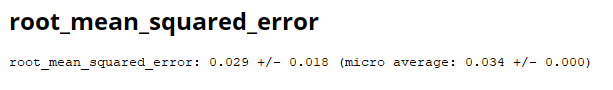 root_mean_squared_error
root_mean_squared_error: 0.029 +/- 0.018 (micro average: 0.034 +/- 0.000)